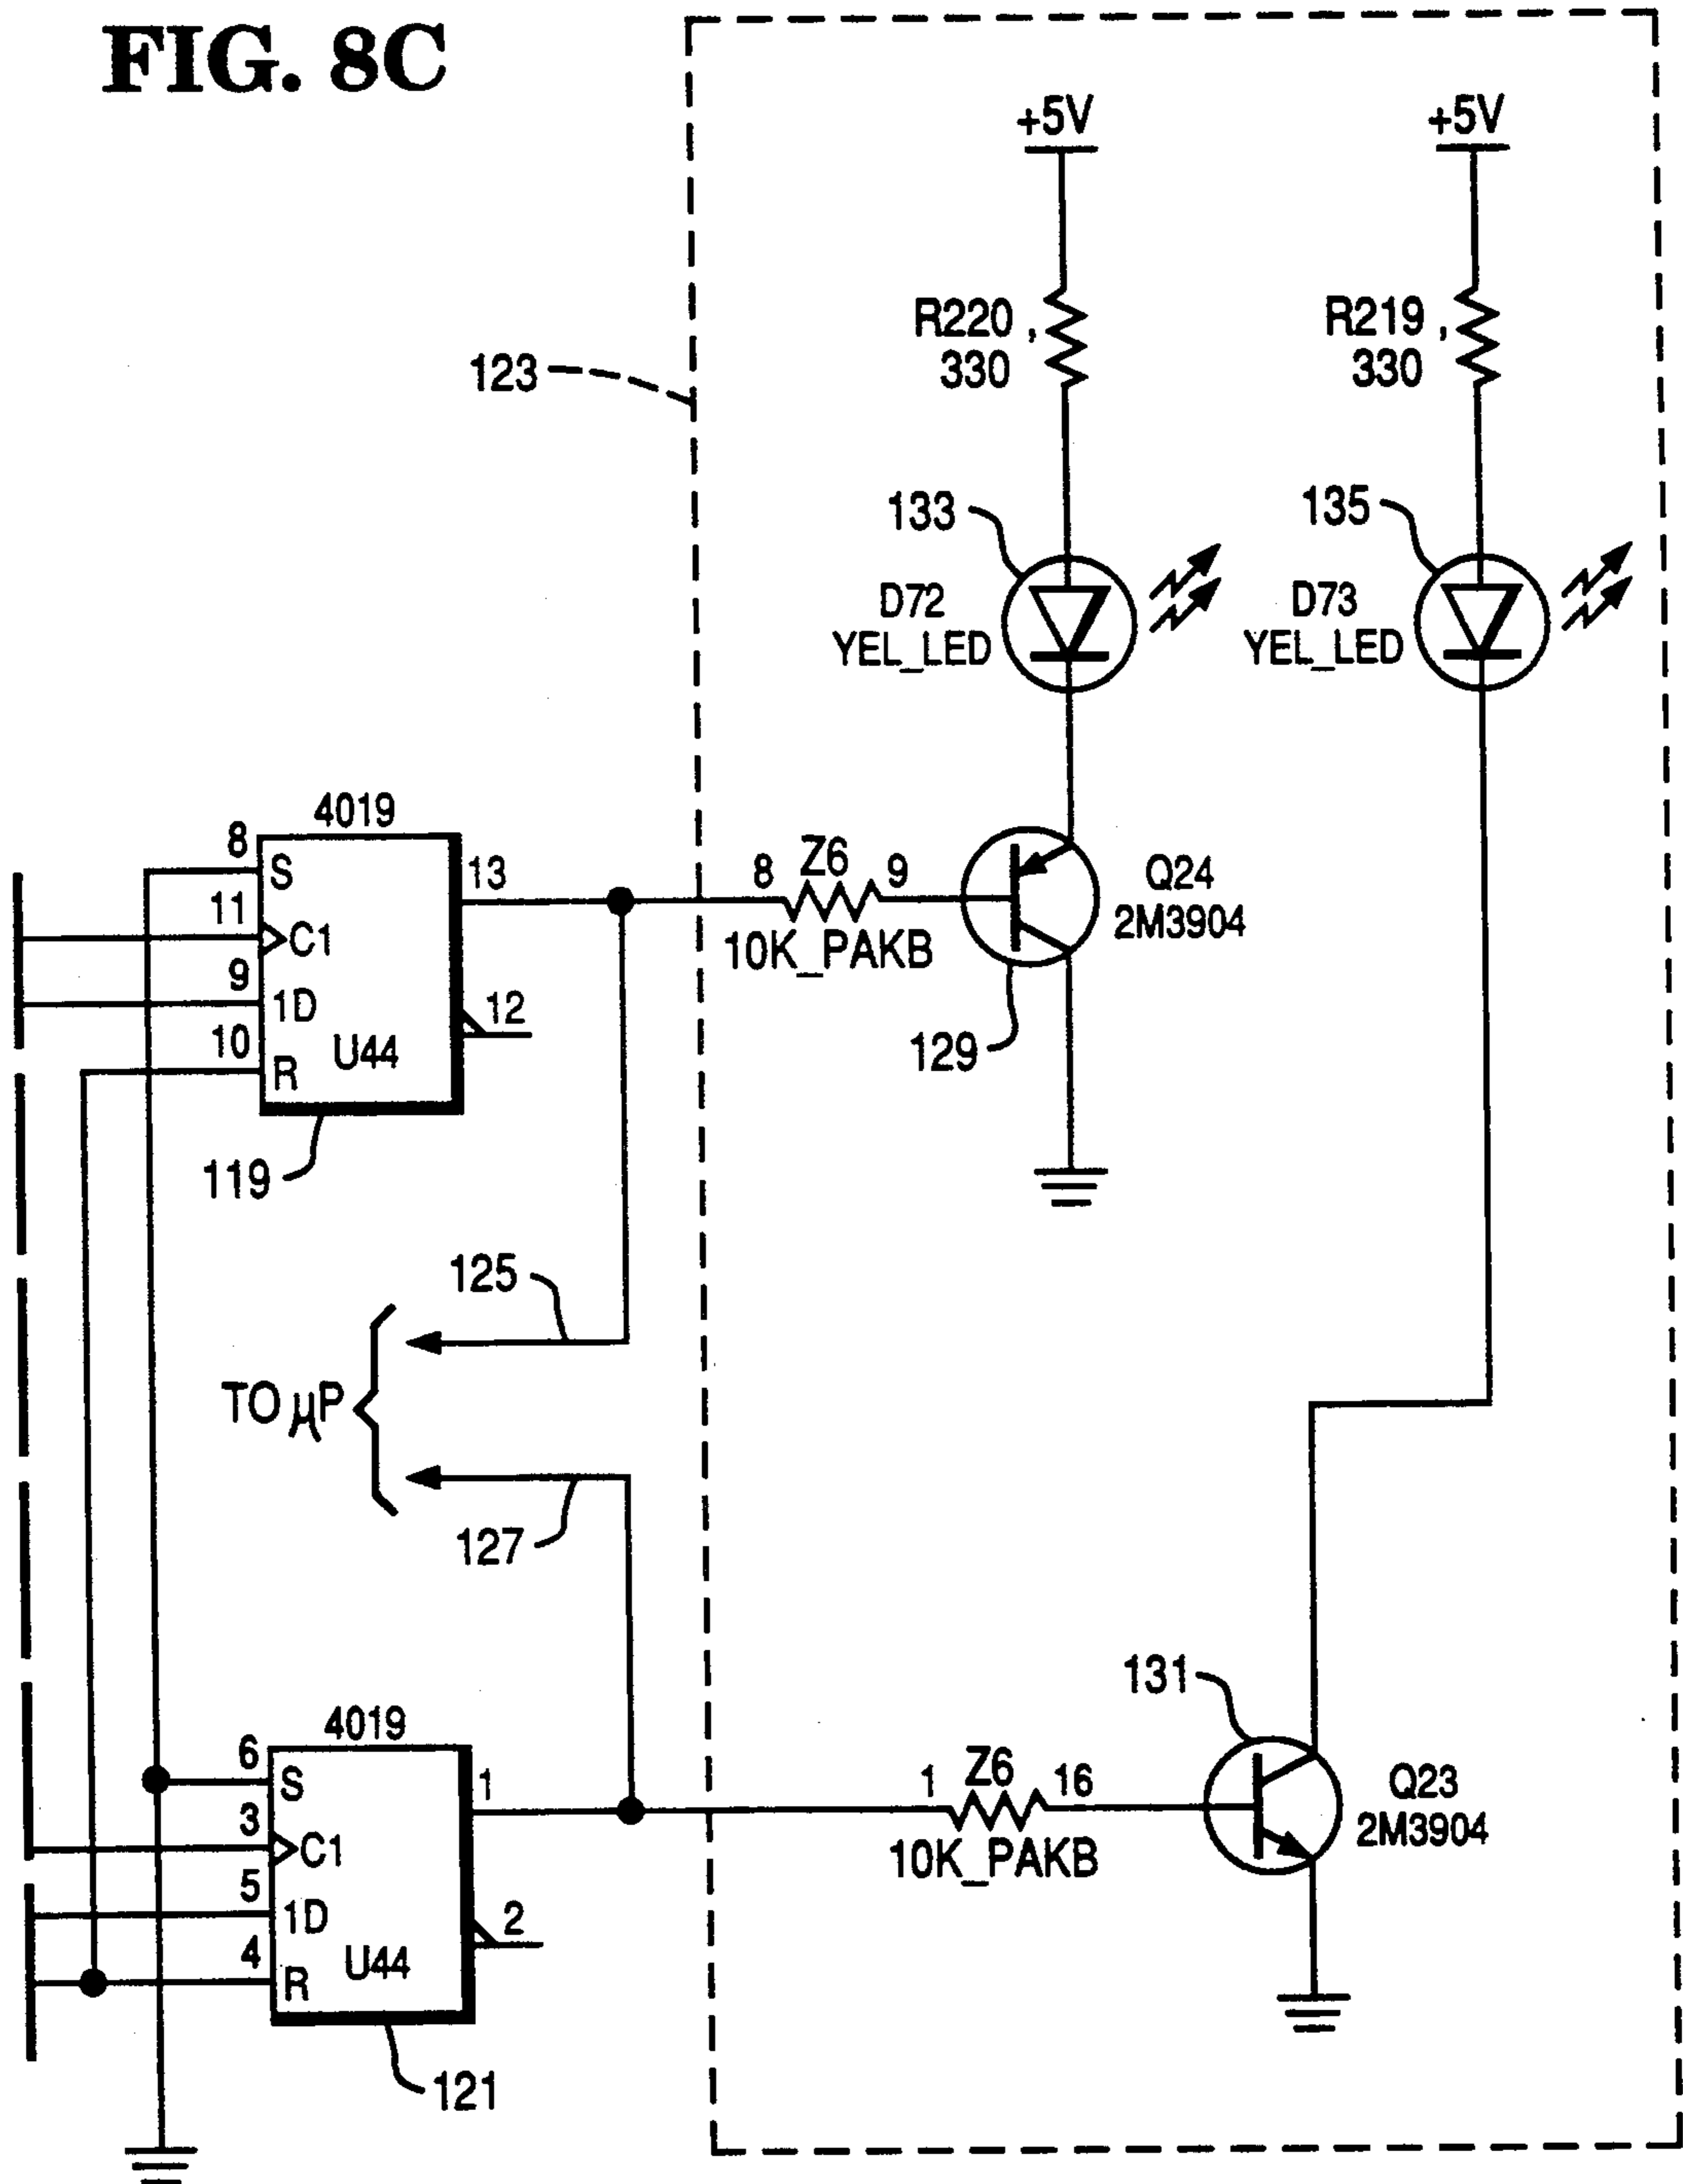 FIG. 8C
+5V
+5V
R220,
330
R219,
330
123
133
135
D72
YEL_LED
D73
YEL_LED
4019
8
S
13
11
C1
9
1D
12
10
R
U44
119
8
Z6
9
10K_PAKB
Q24
2M3904
129
125
TO µP
127
131
4019
6
S
1
3
C1
5
1D
2
4
R
U44
121
1
Z6
16
10K_PAKB
Q23
2M3904